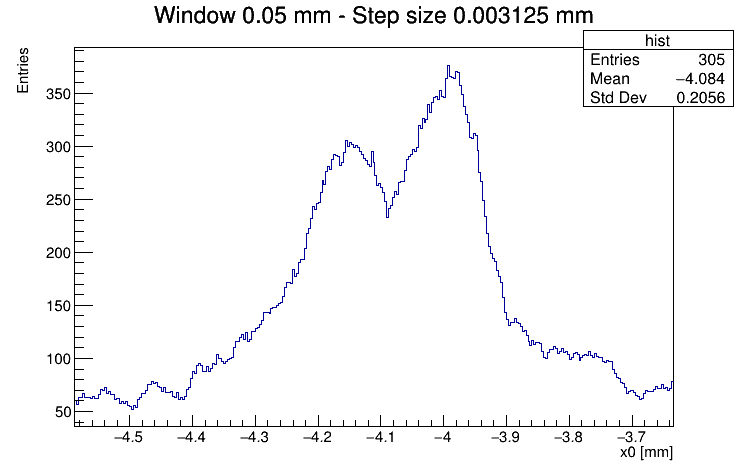 Window 0.05 mm - Step size 0.003125 mm
hist
Entries 305
Mean −4.084
Std Dev 0.2056
Entries
350
300
250
200
150
100
50
−4.5 −4.4 −4.3 −4.2 −4.1 −4 −3.9 −3.8 −3.7
x0 [mm]